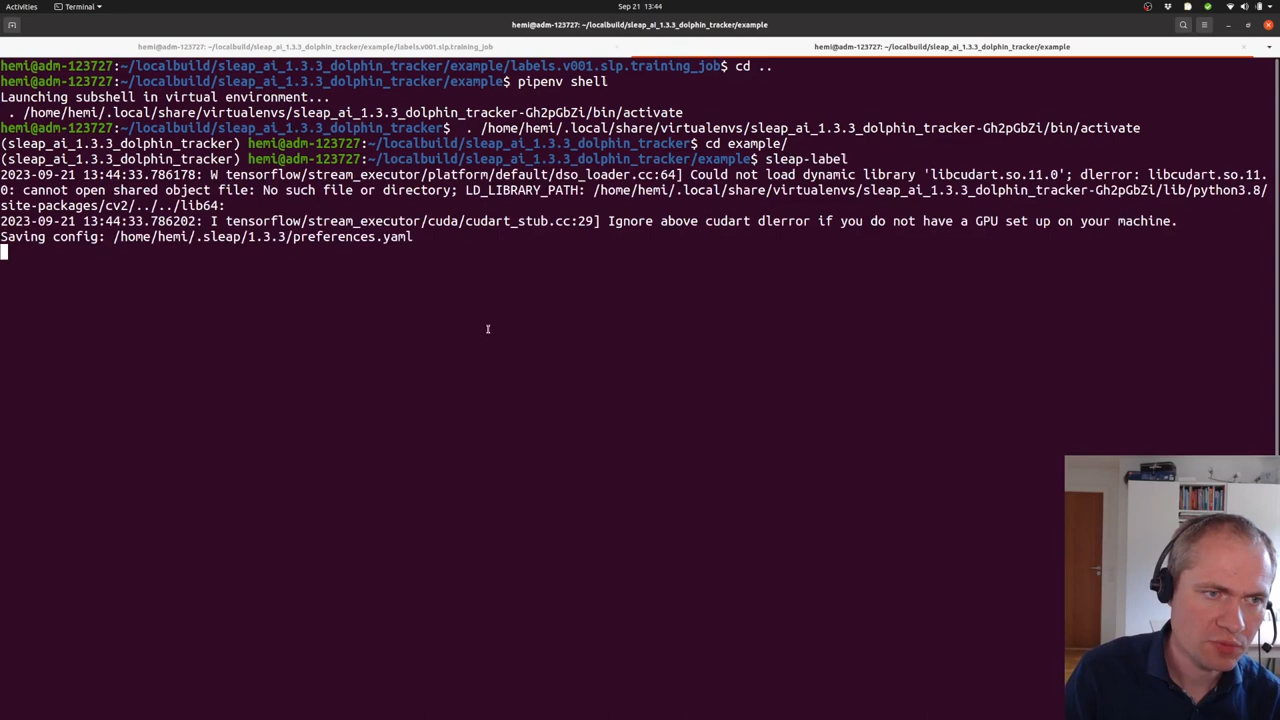 Activities
Terminal
Sep 21 13:44
hemi@adm-123727: ~/localbuild/sleap_ai_1.3.3_dolphin_tracker/example
hemi@adm-123727: ~/localbuild/sleap_ai_1.3.3_dolphin_tracker/example/labels.v001.slp.training_job
hemi@adm-123727: ~/localbuild/sleap_ai_1.3.3_dolphin_tracker/example
hemi@adm-123727:~/localbuild/sleap_ai_1.3.3_dolphin_tracker/example/labels.v001.slp.training_job$ cd ..
hemi@adm-123727:~/localbuild/sleap_ai_1.3.3_dolphin_tracker/example$ pipenv shell
Launching subshell in virtual environment...
 . /home/hemi/.local/share/virtualenvs/sleap_ai_1.3.3_dolphin_tracker-Gh2pGbZi/bin/activate
hemi@adm-123727:~/localbuild/sleap_ai_1.3.3_dolphin_tracker$  . /home/hemi/.local/share/virtualenvs/sleap_ai_1.3.3_dolphin_tracker-Gh2pGbZi/bin/activate
(sleap_ai_1.3.3_dolphin_tracker) hemi@adm-123727:~/localbuild/sleap_ai_1.3.3_dolphin_tracker$ cd example/
(sleap_ai_1.3.3_dolphin_tracker) hemi@adm-123727:~/localbuild/sleap_ai_1.3.3_dolphin_tracker/example$ sleap-label
2023-09-21 13:44:33.786178: W tensorflow/stream_executor/platform/default/dso_loader.cc:64] Could not load dynamic library 'libcudart.so.11.0'; dlerror: libcudart.so.11.
0: cannot open shared object file: No such file or directory; LD_LIBRARY_PATH: /home/hemi/.local/share/virtualenvs/sleap_ai_1.3.3_dolphin_tracker-Gh2pGbZi/lib/python3.8/
site-packages/cv2/../../lib64:
2023-09-21 13:44:33.786202: I tensorflow/stream_executor/cuda/cudart_stub.cc:29] Ignore above cudart dlerror if you do not have a GPU set up on your machine.
Saving config: /home/hemi/.sleap/1.3.3/preferences.yaml